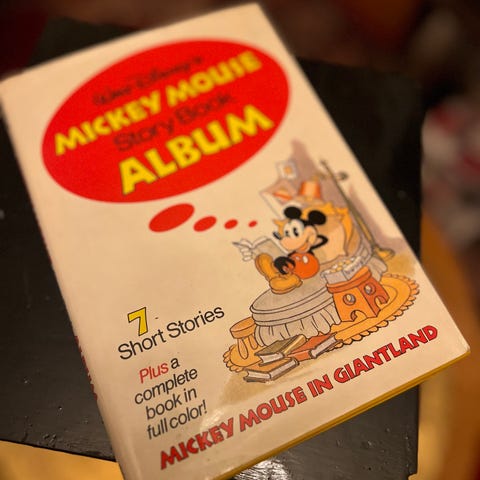 Walt Disney's
MICKEY MOUSE
Story Book
ALBUM
7
Short Stories
Plus a
complete
book in
full color!
MICKEY MOUSE IN GIANTLAND